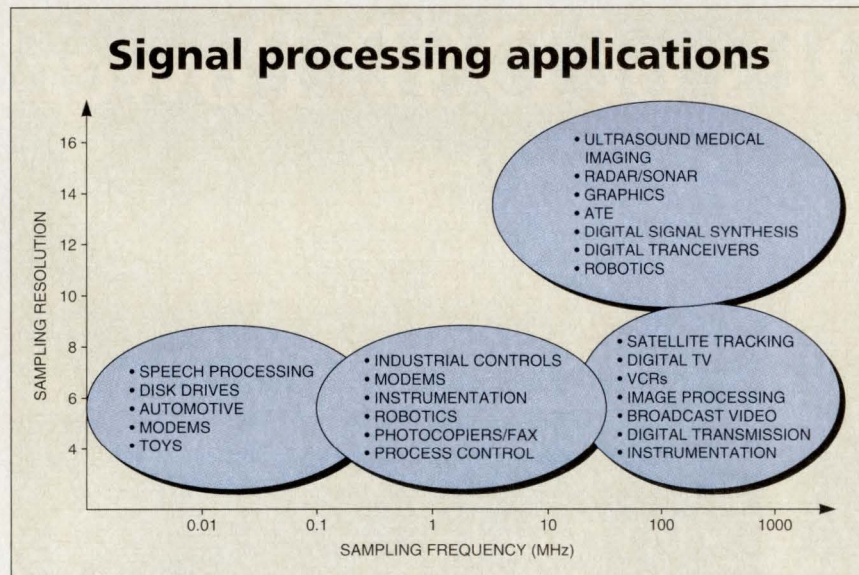 Signal processing applications
SAMPLING RESOLUTION
16
14
12
10
8
6
4
• ULTRASOUND MEDICAL
IMAGING
• RADAR/SONAR
• GRAPHICS
• ATE
• DIGITAL SIGNAL SYNTHESIS
• DIGITAL TRANCEIVERS
• ROBOTICS
• SPEECH PROCESSING
• DISK DRIVES
• AUTOMOTIVE
• MODEMS
• TOYS
• INDUSTRIAL CONTROLS
• MODEMS
• INSTRUMENTATION
• ROBOTICS
• PHOTOCOPIERS/FAX
• PROCESS CONTROL
• SATELLITE TRACKING
• DIGITAL TV
• VCRs
• IMAGE PROCESSING
• BROADCAST VIDEO
• DIGITAL TRANSMISSION
• INSTRUMENTATION
0.01 0.1 1 10 100 1000
SAMPLING FREQUENCY (MHz)